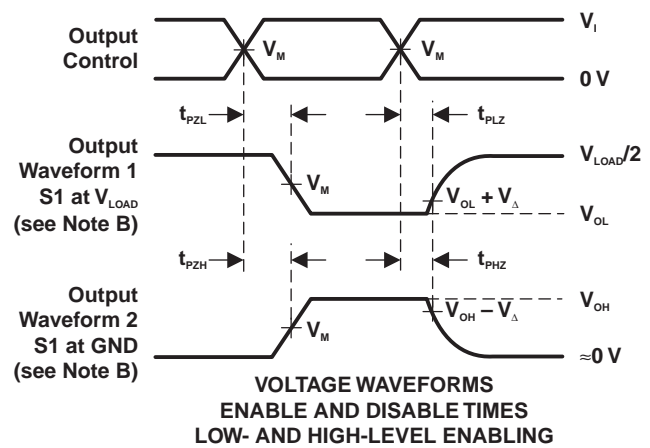 Output
Control
V_M
V_M
V_I
0 V
t_PZL
t_PLZ
Output
Waveform 1
S1 at V_LOAD
(see Note B)
V_M
V_OL + V_Δ
V_LOAD/2
V_OL
t_PZH
t_PHZ
Output
Waveform 2
S1 at GND
(see Note B)
V_M
V_OH – V_Δ
V_OH
≈0 V
VOLTAGE WAVEFORMS
ENABLE AND DISABLE TIMES
LOW- AND HIGH-LEVEL ENABLING